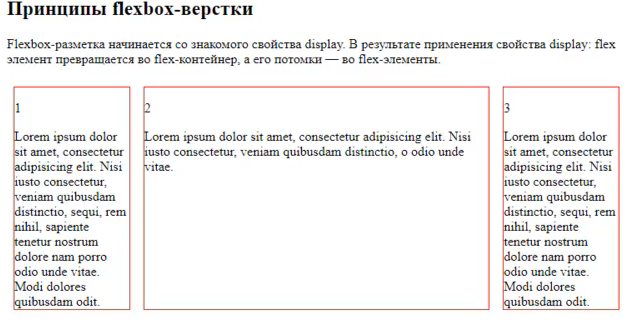 Принципы flexbox-верстки
Flexbox-разметка начинается со знакомого свойства display. В результате применения свойства display: flex
элемент превращается во flex-контейнер, а его потомки — во flex-элементы.
1
Lorem ipsum dolor
sit amet, consectetur
adipisicing elit. Nisi
iusto consectetur,
veniam quibusdam
distinctio, sequi, rem
nihil, sapiente
tenetur nostrum
dolore nam porro
odio unde vitae.
Modi dolores
quibusdam odit.
2
Lorem ipsum dolor sit amet, consectetur adipisicing elit. Nisi
iusto consectetur, veniam quibusdam distinctio, o odio unde
vitae.
3
Lorem ipsum dolor
sit amet, consectetur
adipisicing elit. Nisi
iusto consectetur,
veniam quibusdam
distinctio, sequi, rem
nihil, sapiente
tenetur nostrum
dolore nam porro
odio unde vitae.
Modi dolores
quibusdam odit.